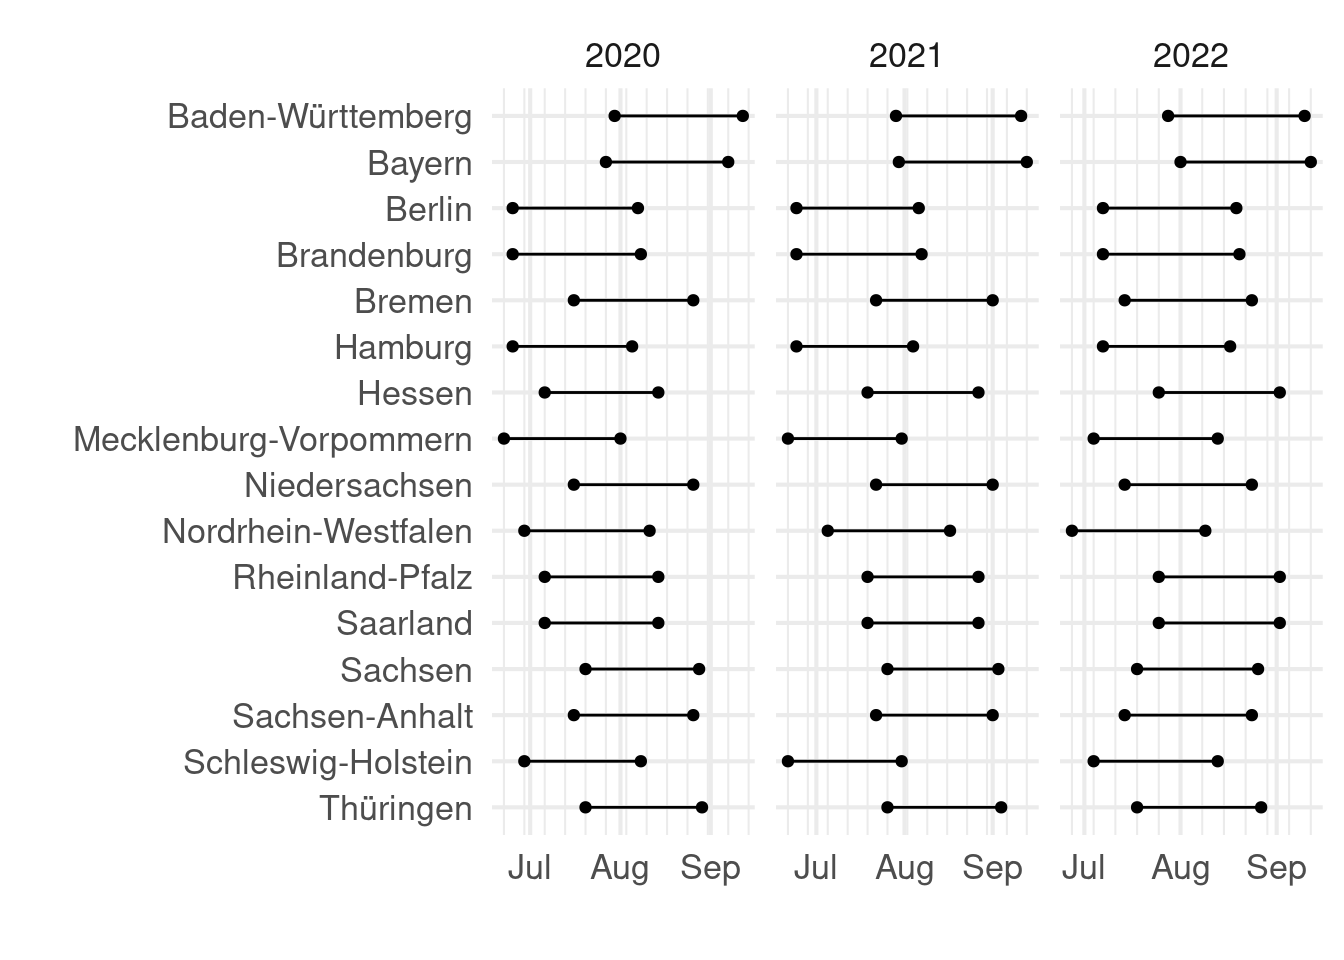 2020 2021 2022
Baden-Württemberg
Bayern
Berlin
Brandenburg
Bremen
Hamburg
Hessen
Mecklenburg-Vorpommern
Niedersachsen
Nordrhein-Westfalen
Rheinland-Pfalz
Saarland
Sachsen
Sachsen-Anhalt
Schleswig-Holstein
Thüringen
Jul Aug Sep Jul Aug Sep Jul Aug Sep